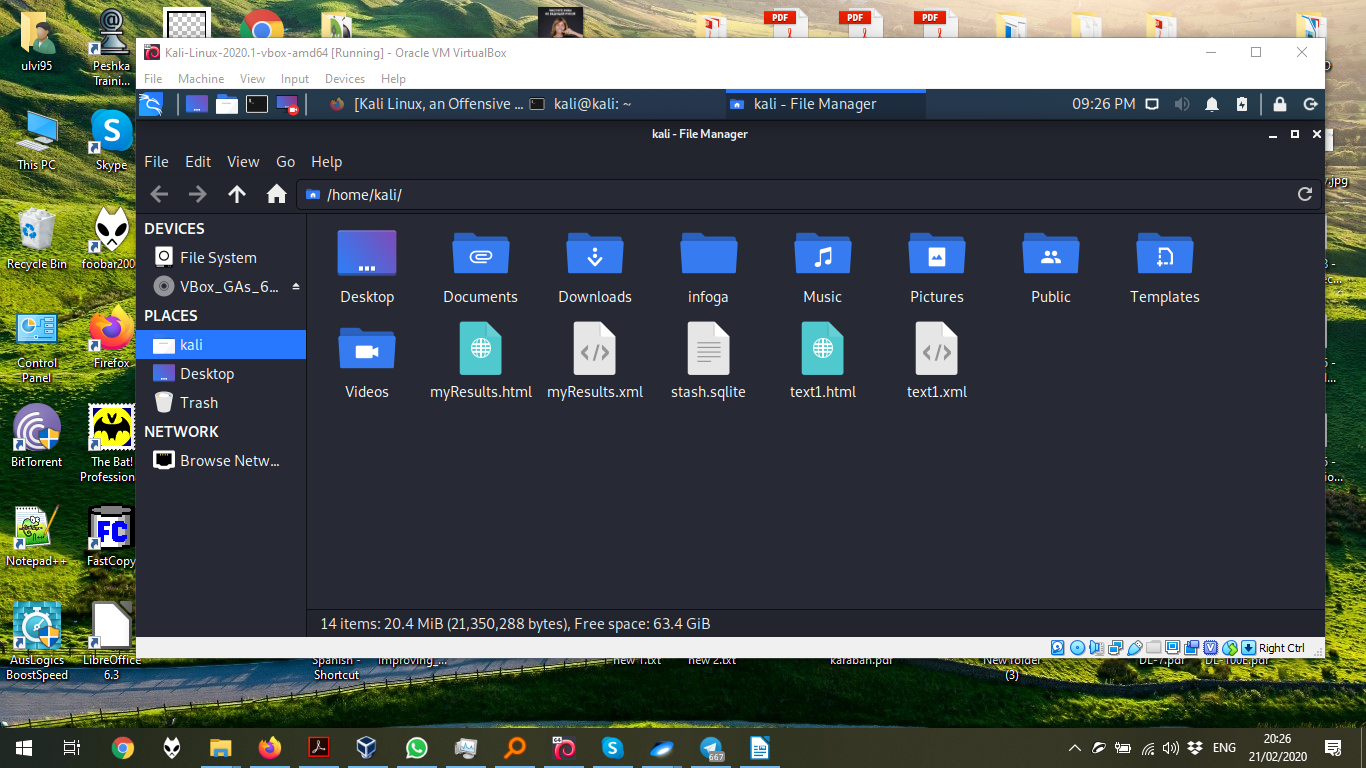 Kali-Linux-2020.1-vbox-amd64 [Running] - Oracle VM VirtualBox
File Machine View Input Devices Help
[Kali Linux, an Offensive ... kali@kali: ~ kali - File Manager 09:26 PM
kali - File Manager
File Edit View Go Help
/home/kali/
DEVICES
File System
VBox_GAs_6...
PLACES
kali
Desktop
Trash
NETWORK
Browse Netw...
Desktop Documents Downloads infoga Music Pictures Public Templates
Videos myResults.html myResults.xml stash.sqlite text1.html text1.xml
14 items: 20.4 MiB (21,350,288 bytes), Free space: 63.4 GiB
Right Ctrl
ulvi95
Peshka
Traini...
This PC
Skype
Recycle Bin
foobar200
Control
Panel
Firefox
BitTorrent
The Bat!
Profession
Notepad++
FC
FastCopy
AusLogics
BoostSpeed
LibreOffice
6.3
PDF
PDF
PDF
Spanish -
Shortcut
improving_...
new 1.txt
new 2.txt
karaban.pdf
New folder
(3)
DL-7.pdf
DL-100E.pdf
667
ENG
20:26
21/02/2020